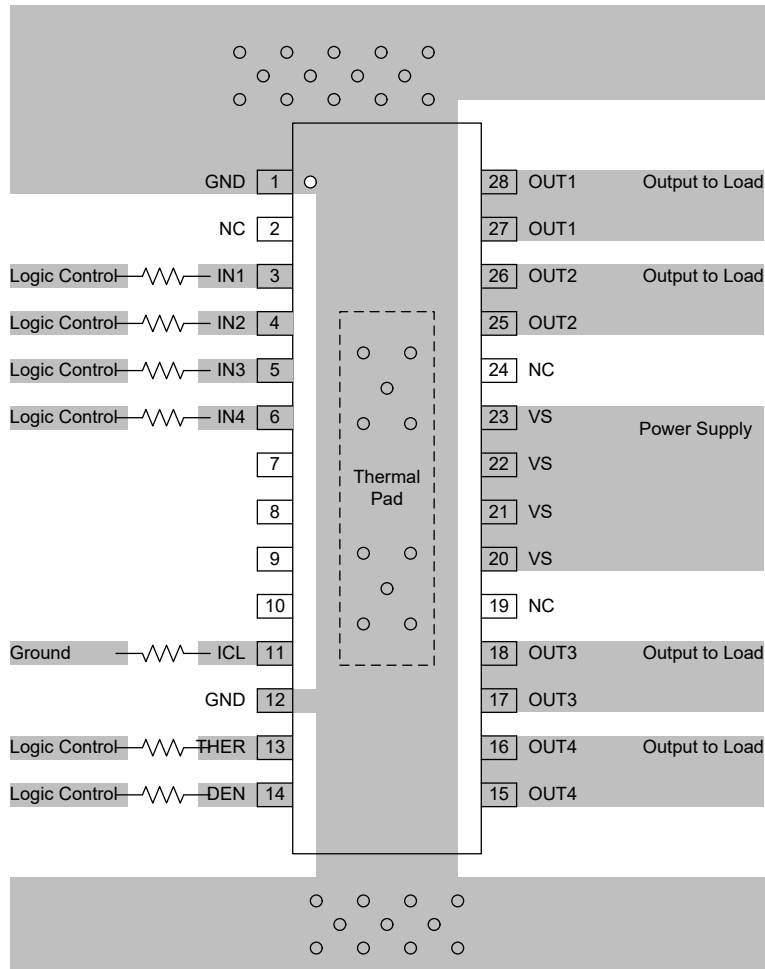 GND 1 28 OUT1 Output to Load
NC 2 27 OUT1
Logic Control IN1 3 26 OUT2 Output to Load
Logic Control IN2 4 25 OUT2
Logic Control IN3 5 24 NC
Logic Control IN4 6 23 VS Power Supply
7 22 VS
Thermal
Pad
8 21 VS
9 20 VS
10 19 NC
Ground ICL 11 18 OUT3 Output to Load
GND 12 17 OUT3
Logic Control THER 13 16 OUT4 Output to Load
Logic Control DEN 14 15 OUT4